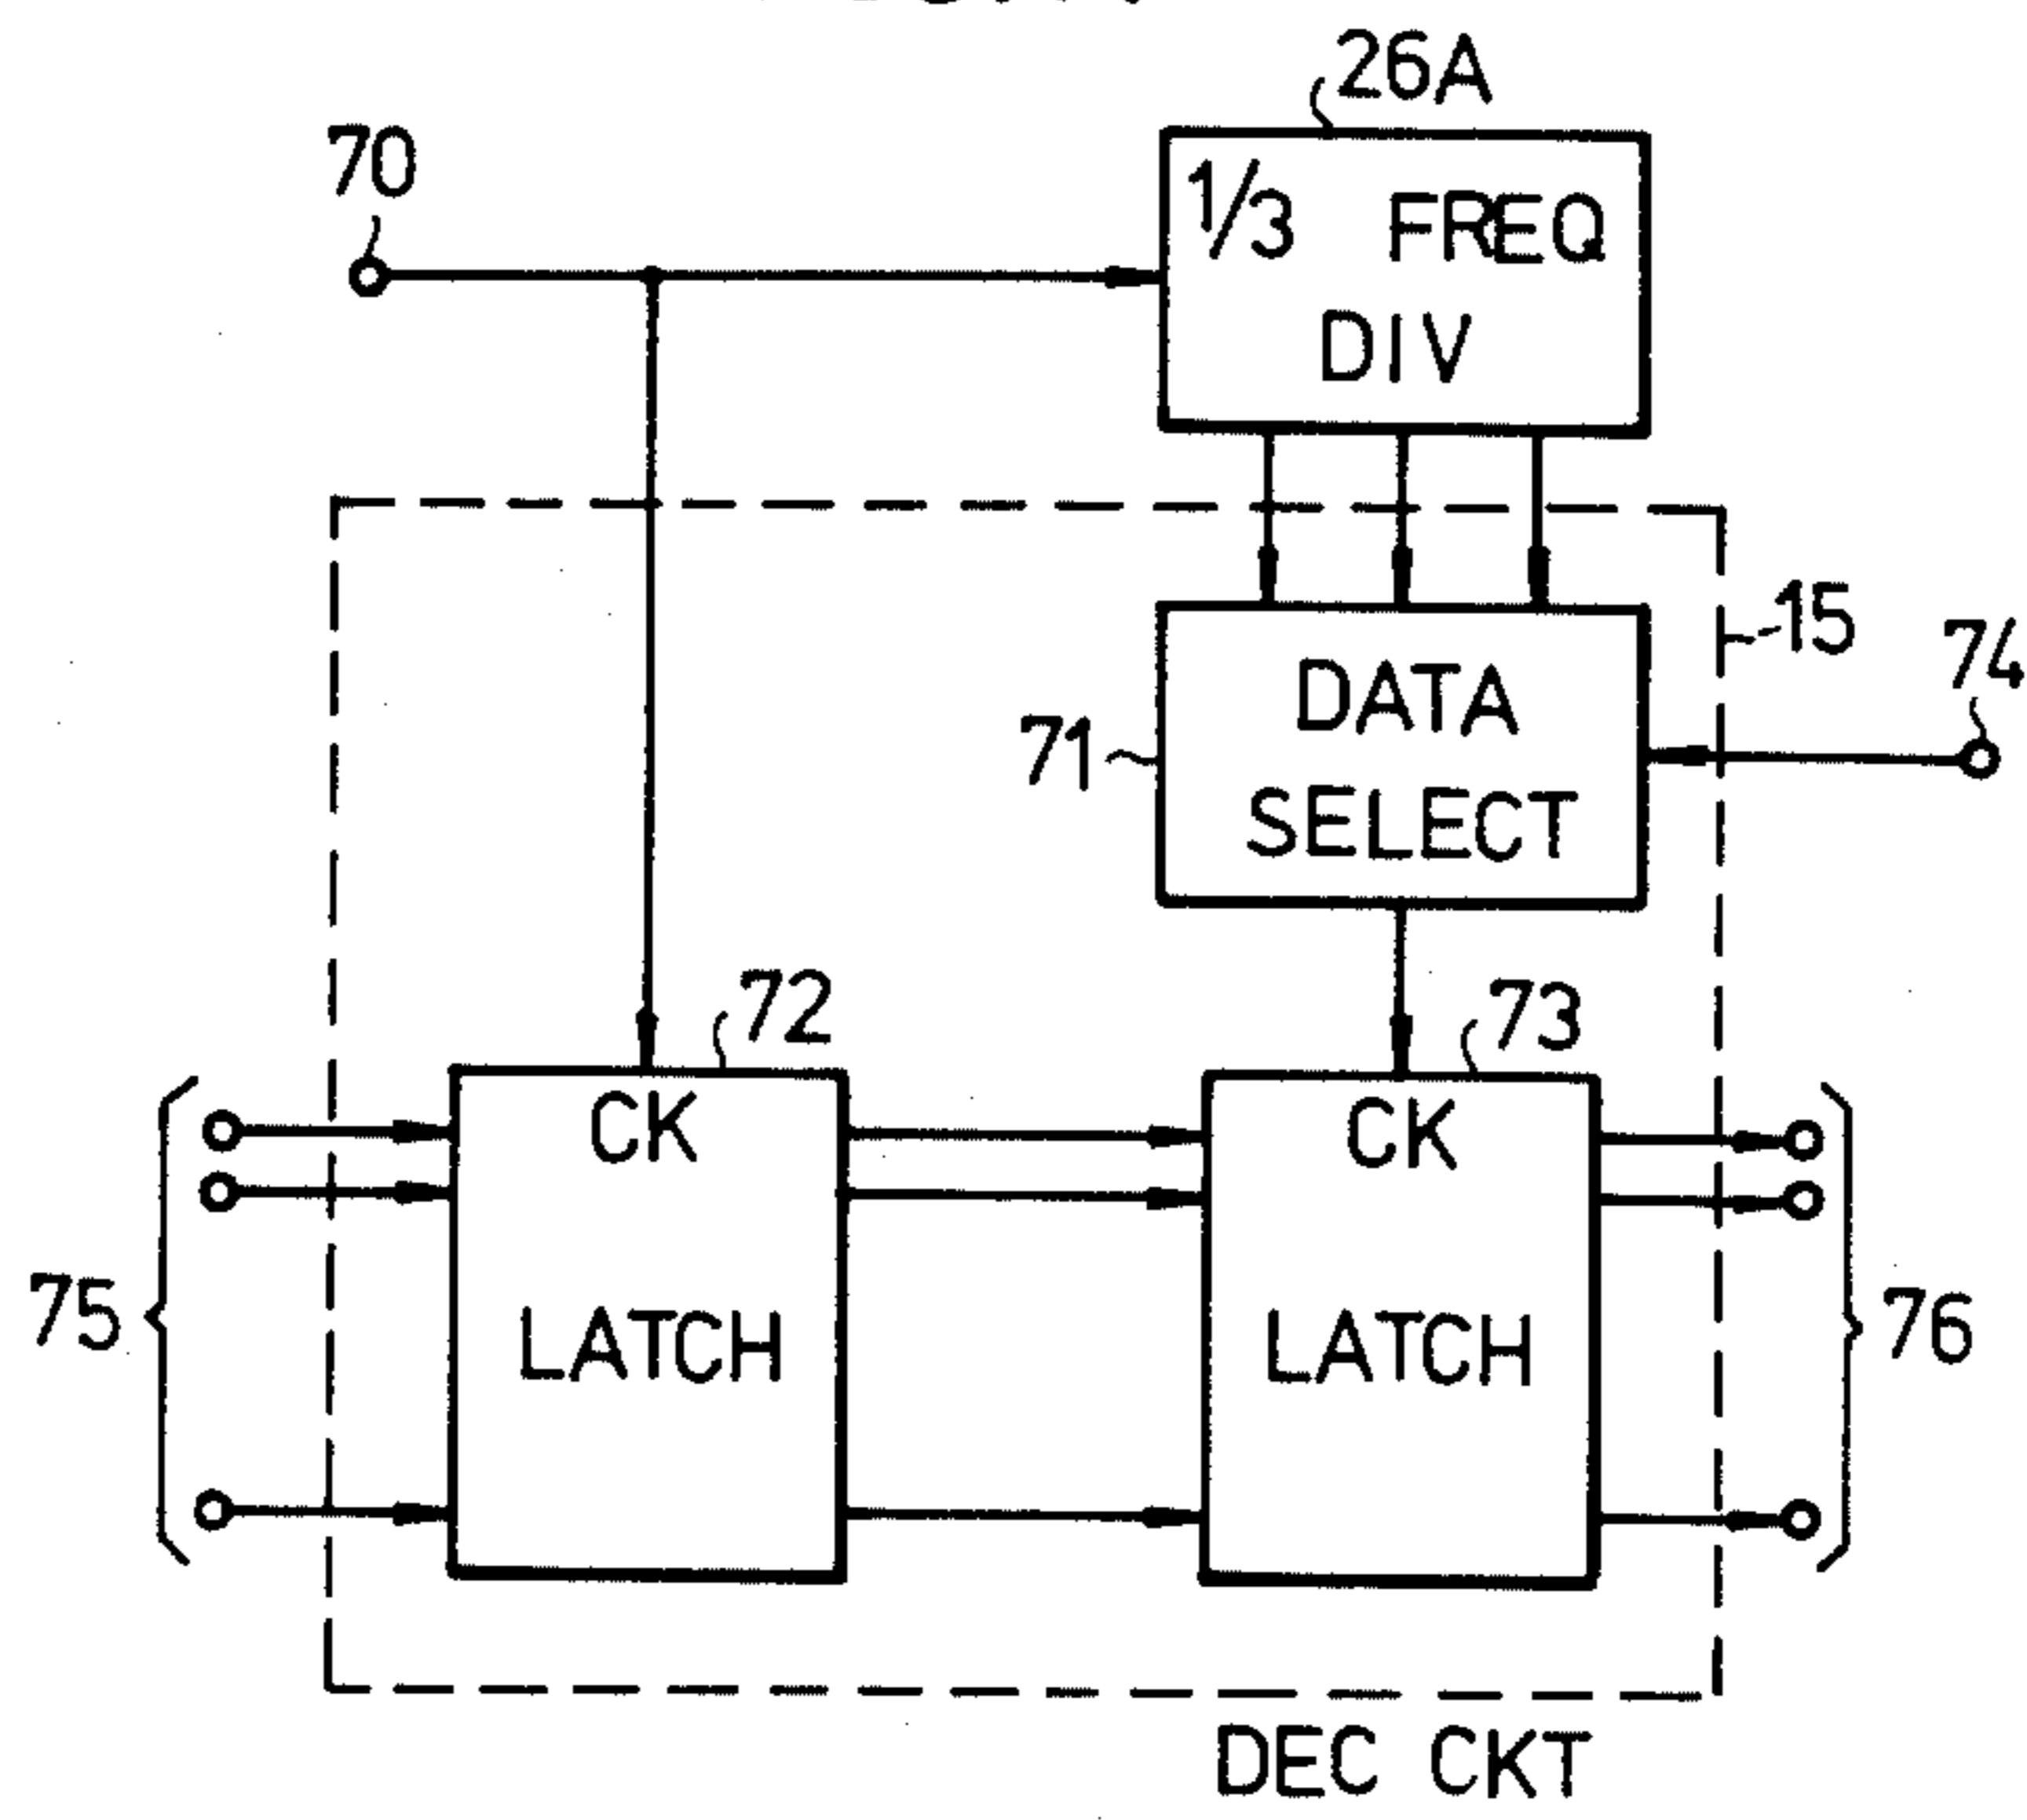 26A
70
1/3 FREQ
DIV
15
74
71
DATA
SELECT
72
73
CK
CK
75
LATCH
LATCH
76
DEC CKT